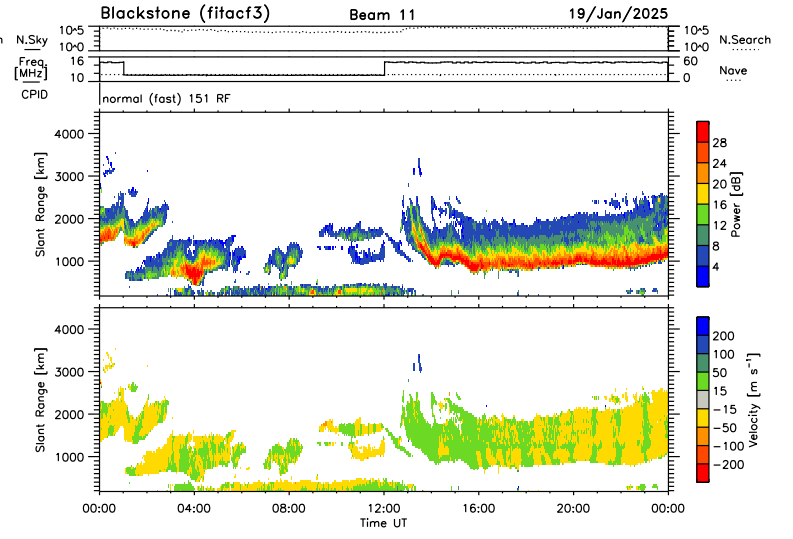 Blackstone (fitacf3) Beam 11 19/Jan/2025
n N.Sky 10^5 10^0 10^5 10^0 N.Search
Freq. [MHz] 16 10 60 0 Nave
CPID normal (fast) 151 RF
Slant Range [km]
4000
3000
2000
1000
Power [dB]
28
24
20
16
12
8
4
Slant Range [km]
4000
3000
2000
1000
Velocity [m s⁻¹]
200
100
50
15
-15
-50
-100
-200
00:00 04:00 08:00 12:00 16:00 20:00 00:00
Time UT